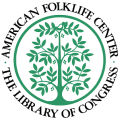 · AMERICAN FOLKLIFE CENTER ·
THE LIBRARY OF CONGRESS